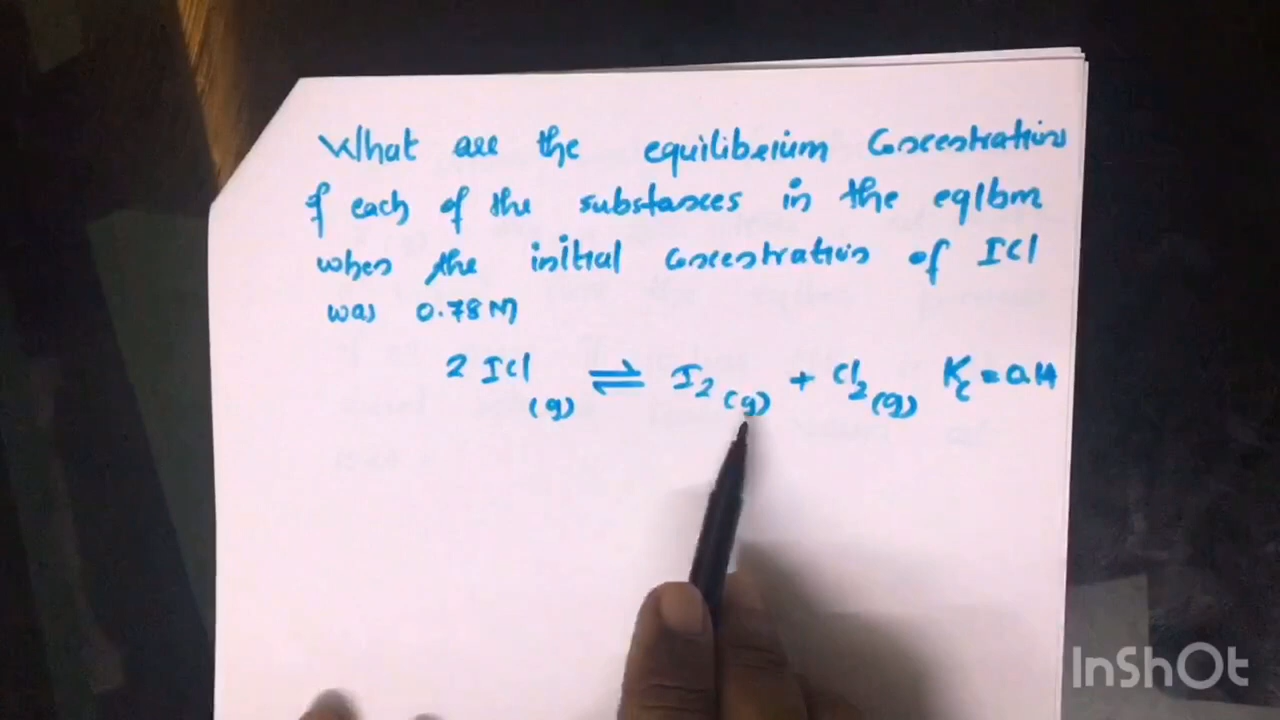 What are the equilibrium Concentrations
of each of the substances in the eqlbm
when the initial concentration of ICl
was 0.78M
2 ICl(g) ⇌ I2(g) + Cl2(g) Kc = 0.14
InShOt